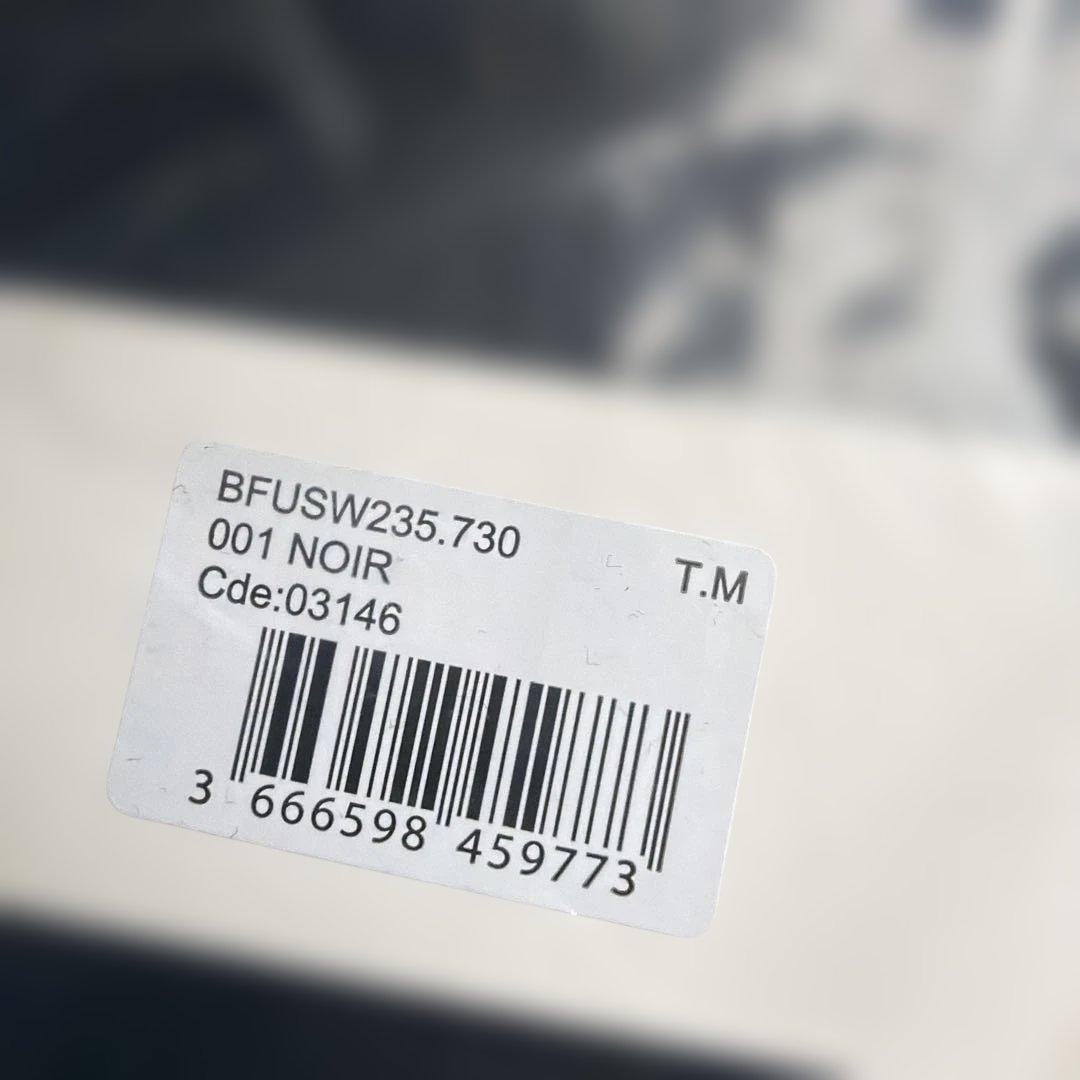 BFUSW235.730
001 NOIR
T.M
Cde:03146
3 666598 459773